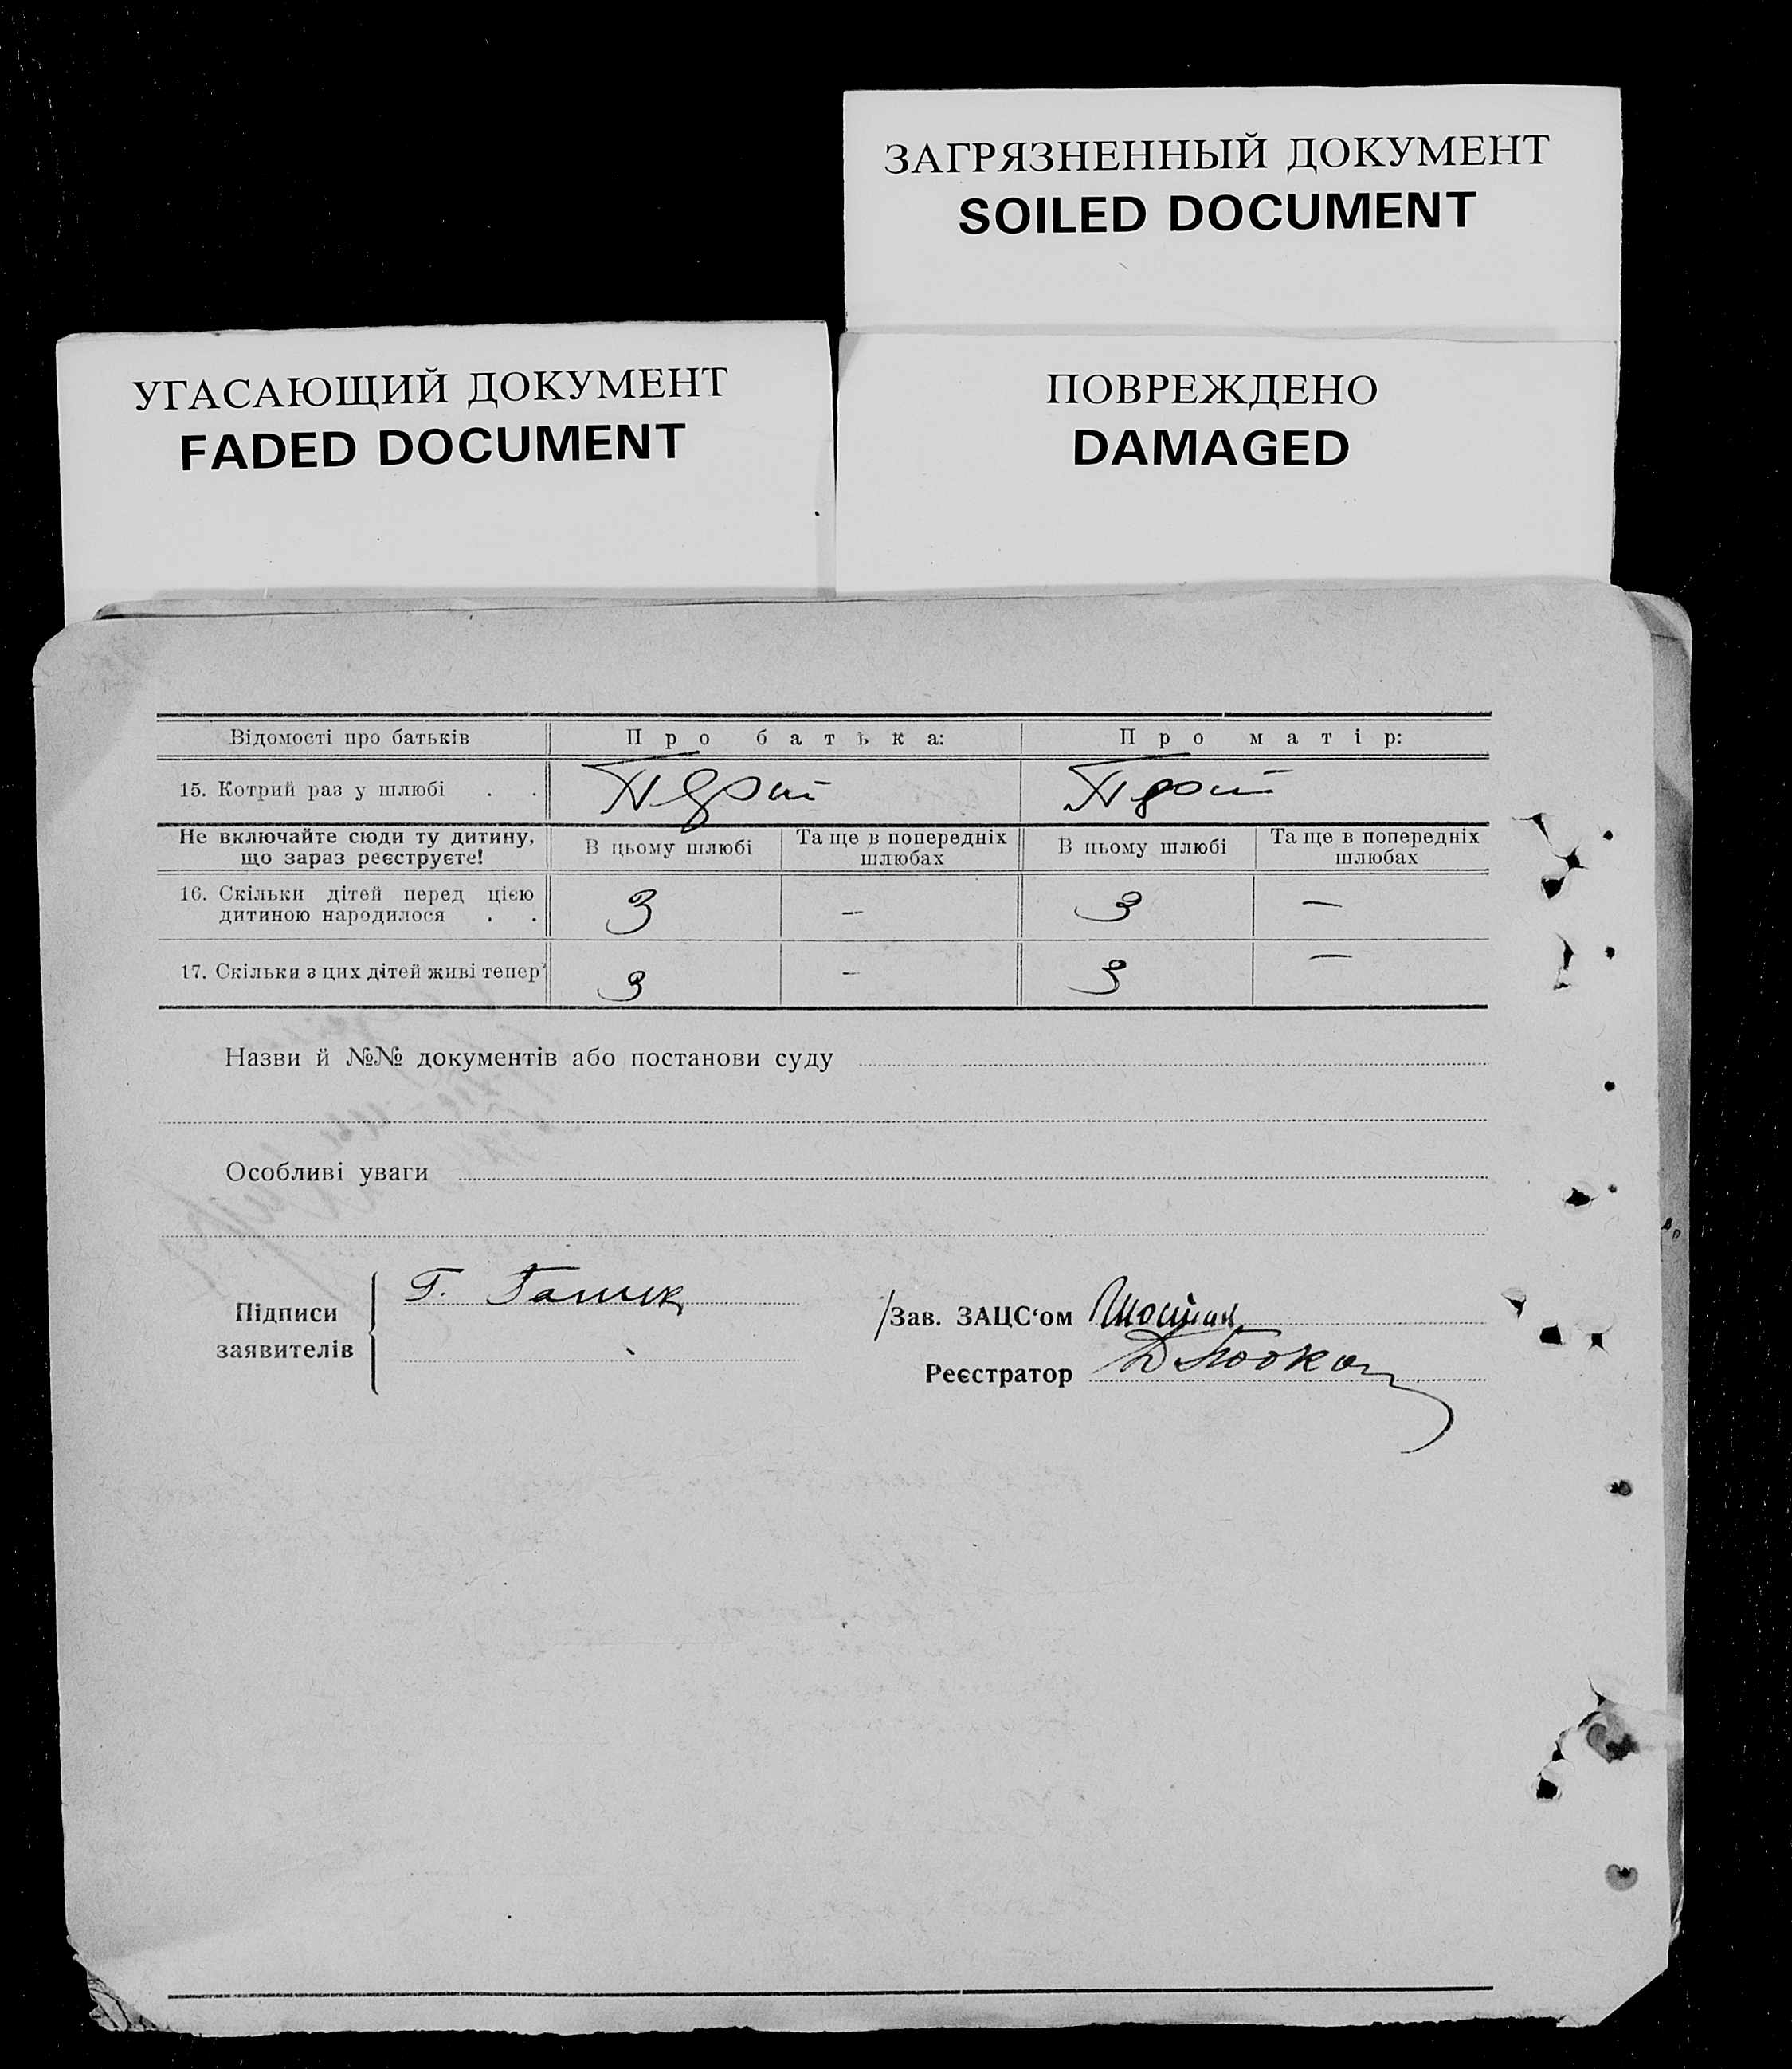 ЗАГРЯЗНЕННЫЙ ДОКУМЕНТ
SOILED DOCUMENT
УГАСАЮЩИЙ ДОКУМЕНТ
FADED DOCUMENT
ПОВРЕЖДЕНО
DAMAGED
Відомості про батьків Про батька: Про матір:
15. Котрий раз у шлюбі . .
Не включайте сюди ту дитину, що зараз реєструєте! В цьому шлюбі Та ще в попередніх шлюбах В цьому шлюбі Та ще в попередніх шлюбах
16. Скільки дітей перед цією
дитиною народилося . . 3 — 3 —
17. Скільки з цих дітей живі тепер 3 — 3 —
Назви й №№ документів або постанови суду
Особливі уваги
Підписи
заявителів
Г.
/Зав. ЗАЦС‘ом
Реєстратор